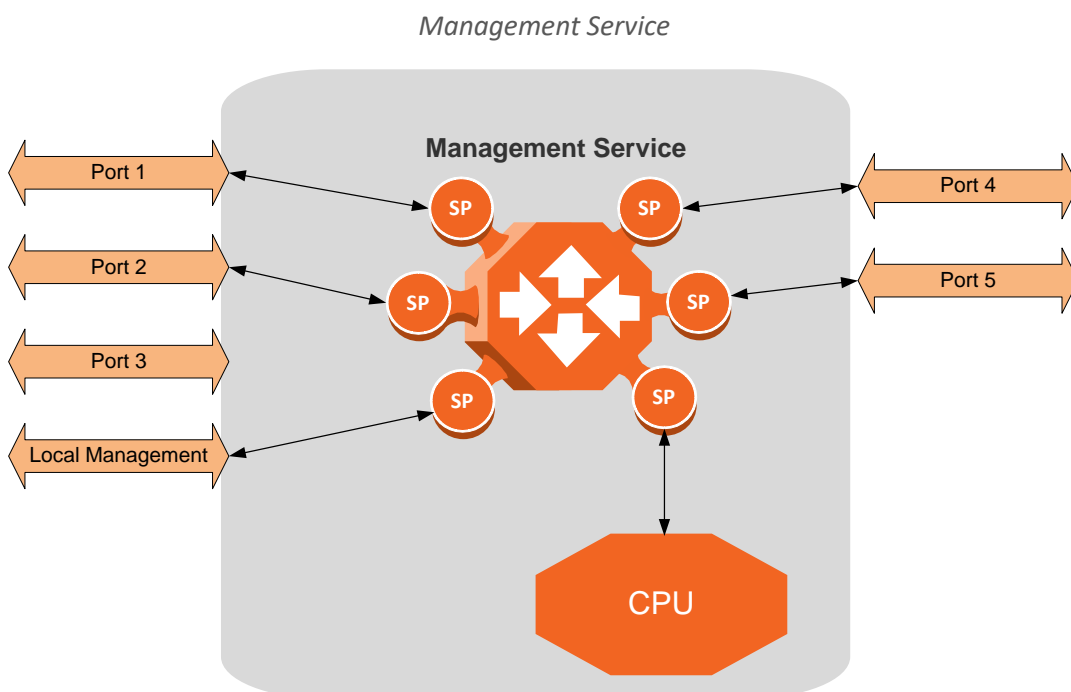 Management Service
Management Service
Port 1
Port 2
Port 3
Local Management
SP
SP
SP
SP
SP
SP
Port 4
Port 5
CPU